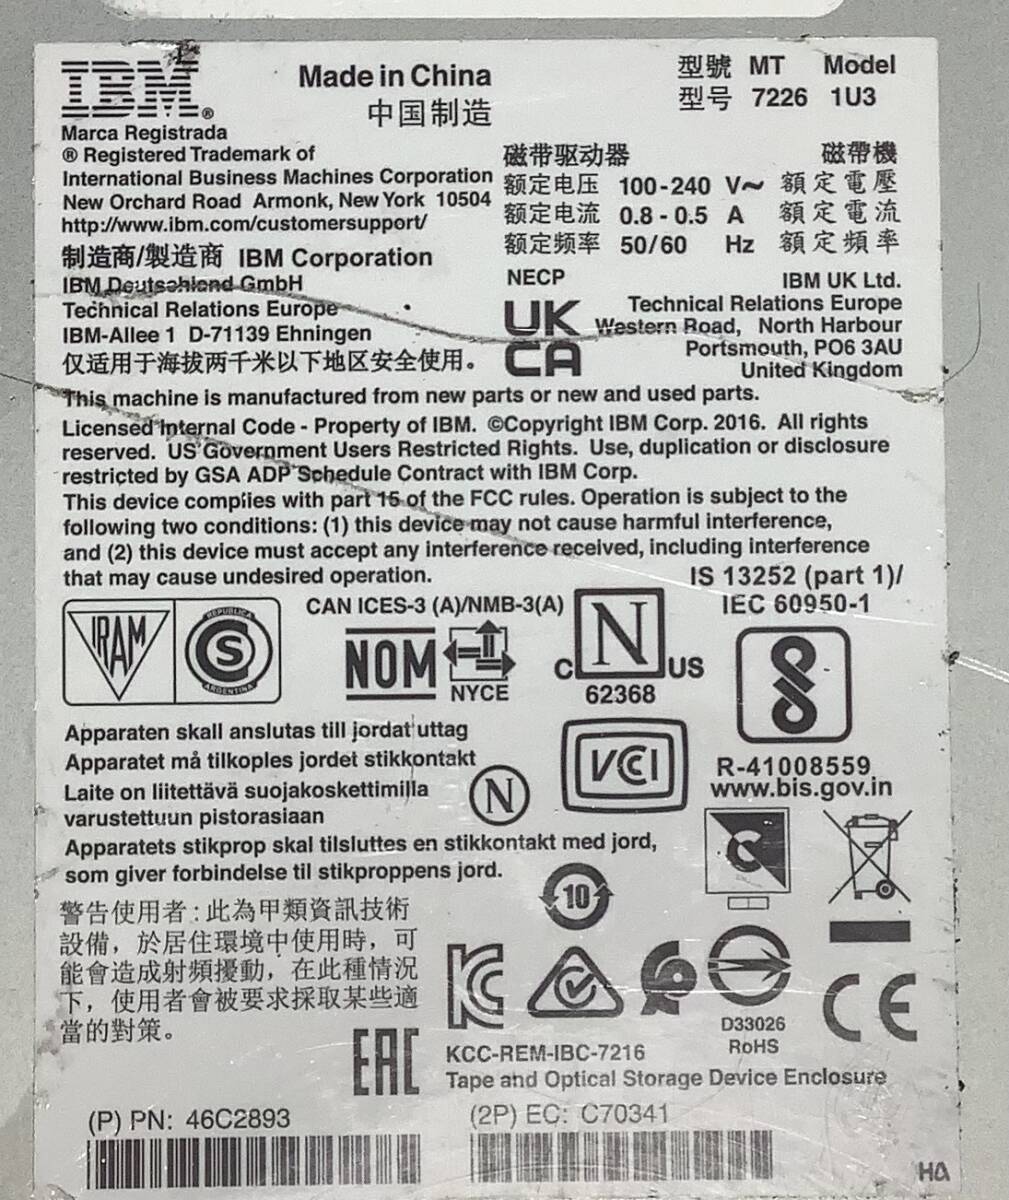 IBM®
Made in China
中国制造
型號 MT Model
型号 7226 1U3
Marca Registrada
® Registered Trademark of
International Business Machines Corporation
New Orchard Road Armonk, New York 10504
http://www.ibm.com/customersupport/
制造商/製造商 IBM Corporation
IBM Deutschland GmbH
Technical Relations Europe
IBM-Allee 1 D-71139 Ehningen
仅适用于海拔两千米以下地区安全使用。
磁带驱动器 磁帶機
额定电压 100-240 V~ 額定電壓
额定电流 0.8-0.5 A 額定電流
额定频率 50/60 Hz 額定頻率
NECP
UK
CA
IBM UK Ltd.
Technical Relations Europe
Western Road, North Harbour
Portsmouth, PO6 3AU
United Kingdom
This machine is manufactured from new parts or new and used parts.
Licensed Internal Code - Property of IBM. ©Copyright IBM Corp. 2016. All rights
reserved. US Government Users Restricted Rights. Use, duplication or disclosure
restricted by GSA ADP Schedule Contract with IBM Corp.
This device complies with part 15 of the FCC rules. Operation is subject to the
following two conditions: (1) this device may not cause harmful interference,
and (2) this device must accept any interference received, including interference
that may cause undesired operation.
IS 13252 (part 1)/
IEC 60950-1
IRAM
REPUBLICA
S
ARGENTINA
CAN ICES-3 (A)/NMB-3(A)
NOM
NYCE
C N US
62368
R-41008559
www.bis.gov.in
Apparaten skall anslutas till jordat uttag
Apparatet må tilkoples jordet stikkontakt
Laite on liitettävä suojakoskettimilla
varustettuun pistorasiaan
N
VCCI
Apparatets stikprop skal tilsluttes en stikkontakt med jord,
som giver forbindelse til stikproppens jord.
C
10
警告使用者:此為甲類資訊技術
設備，於居住環境中使用時，可
能會造成射頻擾動，在此種情況
下，使用者會被要求採取某些適
當的對策。
EAC
KC
D33026
RoHS
CE
KCC-REM-IBC-7216
Tape and Optical Storage Device Enclosure
(P) PN: 46C2893
(2P) EC: C70341
HA